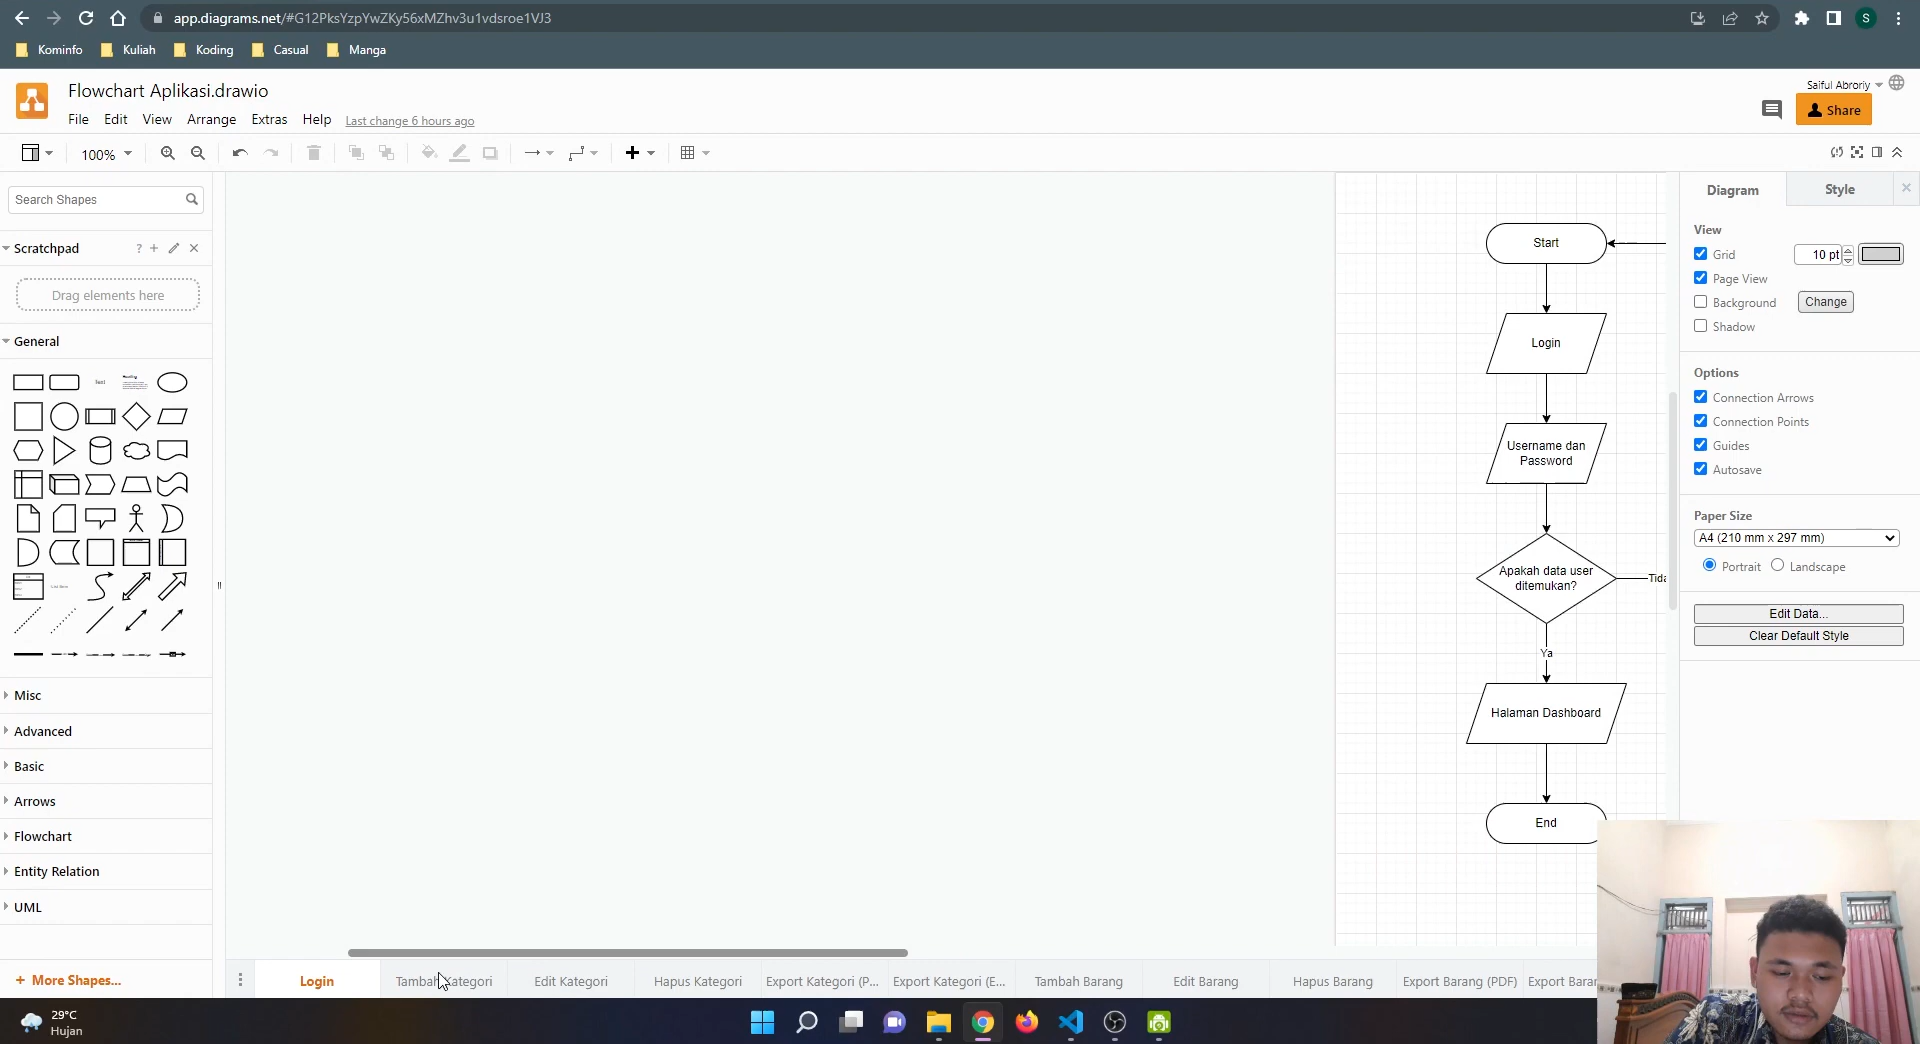 app.diagrams.net/#G12PksYzpYwZKy56xMZhv3u1vdsroe1VJ3
S
Kominfo
Kuliah
Koding
Casual
Manga
Flowchart Aplikasi.drawio
Saiful Abroriy
File
Edit
View
Arrange
Extras
Help
Last change 6 hours ago
Share
100%
Search Shapes
Diagram
Style
Scratchpad
?
Drag elements here
General
Text
Heading
Misc
Advanced
Basic
Arrows
Flowchart
Entity Relation
UML
+ More Shapes...
Start
Login
Username dan
Password
Apakah data user
ditemukan?
Tida
Ya
Halaman Dashboard
End
View
Grid
10 pt
Page View
Background
Change
Shadow
Options
Connection Arrows
Connection Points
Guides
Autosave
Paper Size
A4 (210 mm x 297 mm)
Portrait
Landscape
Edit Data...
Clear Default Style
Login
Tambah Kategori
Edit Kategori
Hapus Kategori
Export Kategori (P...
Export Kategori (E...
Tambah Barang
Edit Barang
Hapus Barang
Export Barang (PDF)
Export Baran
29°C
Hujan